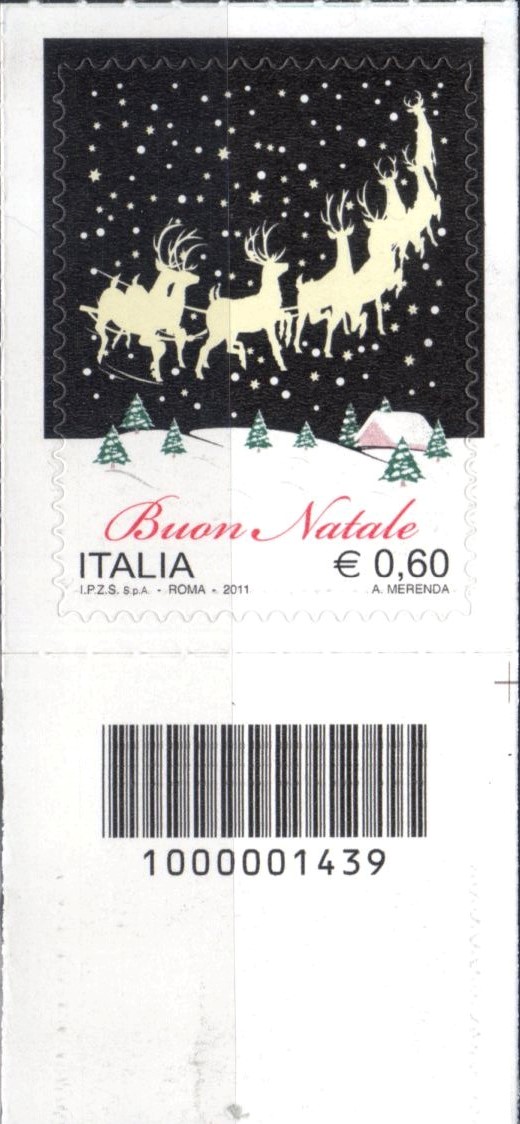 Buon Natale
ITALIA € 0,60
I.P.Z.S. S.p.A. - ROMA - 2011 A. MERENDA
1000001439